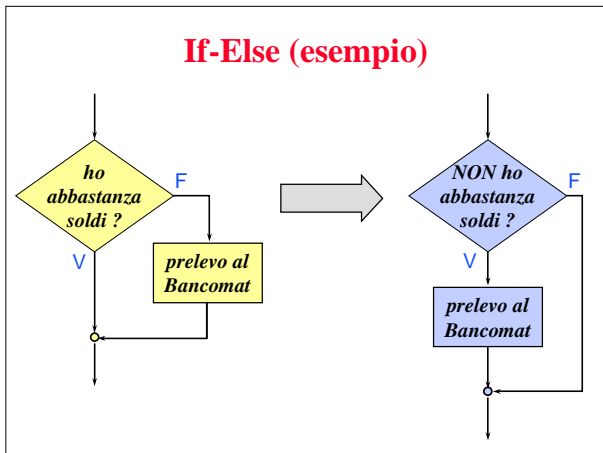 If-Else (esempio)
ho
abbastanza
soldi ?
F
V
prelevo al
Bancomat
NON ho
abbastanza
soldi ?
F
V
prelevo al
Bancomat